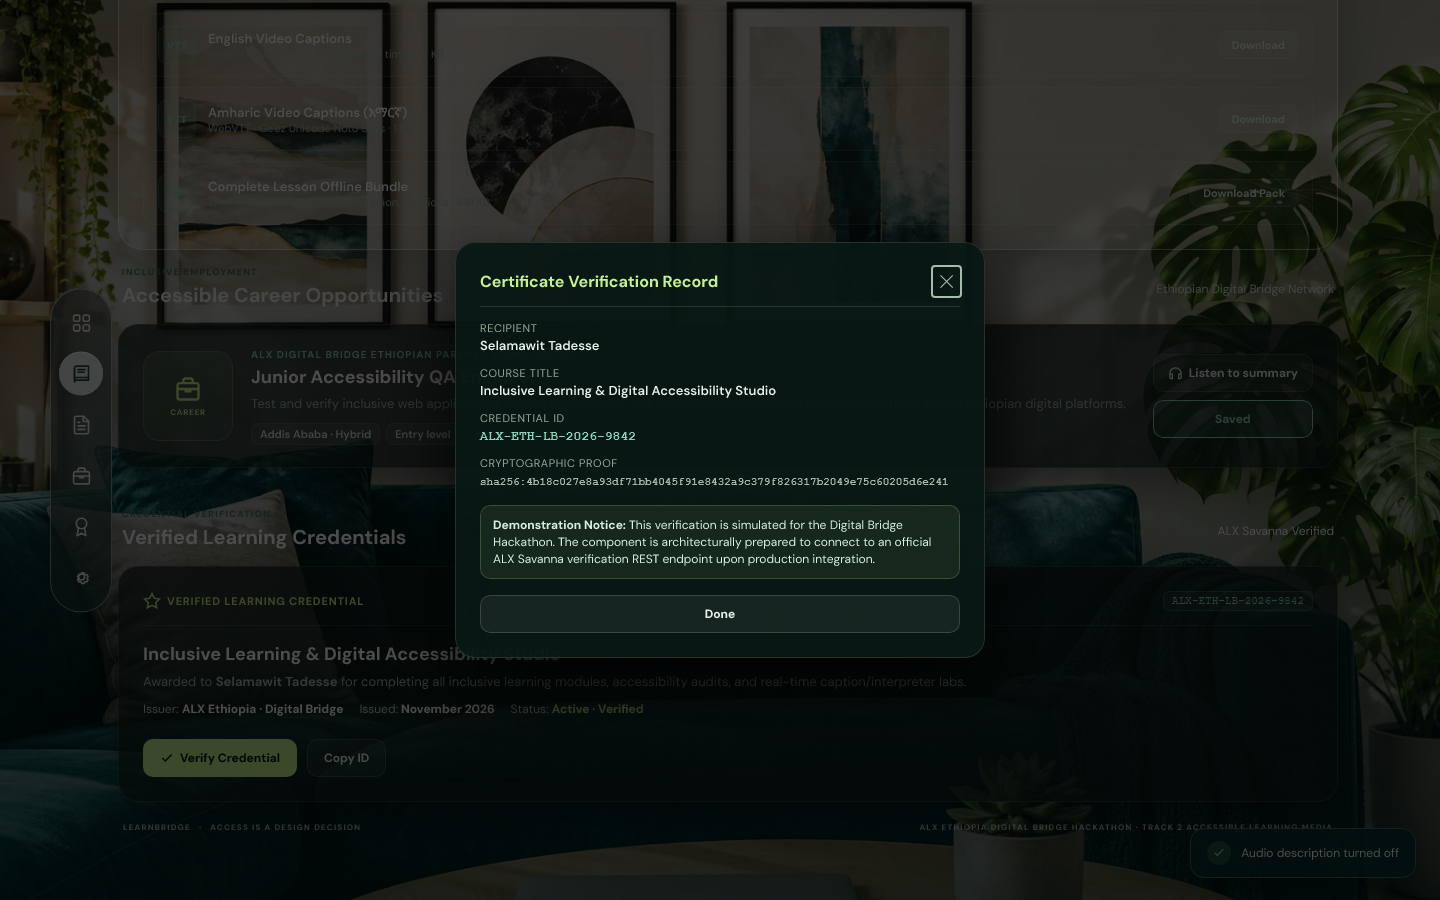 English Video Captions
Download
Amharic Video Captions (አማርኛ)
Download
Complete Lesson Offline Bundle
Download Pack
INCLUSIVE EMPLOYMENT
Accessible Career Opportunities
Ethiopian Digital Bridge Network
CAREER
ALX DIGITAL BRIDGE ETHIOPIAN
Junior Accessibility QA
Test and verify inclusive web
digital platforms.
Addis Ababa · Hybrid
Entry level
Listen to summary
Saved
Certificate Verification Record
RECIPIENT
Selamawit Tadesse
COURSE TITLE
Inclusive Learning & Digital Accessibility Studio
CREDENTIAL ID
ALX-ETH-LB-2026-9842
CRYPTOGRAPHIC PROOF
sha256:4b18c027e8a93df71bb4045f91e8432a9c379f826317b2049e75c60205d6e241
Demonstration Notice: This verification is simulated for the Digital Bridge
Hackathon. The component is architecturally prepared to connect to an official
ALX Savanna verification REST endpoint upon production integration.
Done
CREDENTIAL VERIFICATION
Verified Learning Credentials
ALX Savanna Verified
VERIFIED LEARNING CREDENTIAL
ALX-ETH-LB-2026-9842
Inclusive Learning & Digital Accessibility Studio
Awarded to Selamawit Tadesse for completing all inclusive learning modules, accessibility audits, and real-time caption/interpreter labs.
Issuer: ALX Ethiopia · Digital Bridge Issued: November 2026 Status: Active · Verified
Verify Credential
Copy ID
LEARNBRIDGE · ACCESS IS A DESIGN DECISION
ALX ETHIOPIA DIGITAL BRIDGE HACKATHON · TRACK 2 ACCESSIBLE LEARNING MEDIA
Audio description turned off